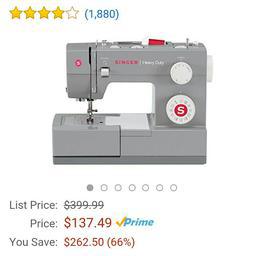 (1,880)
SINGER Heavy Duty
S
List Price: $399.99
Price: $137.49 Prime
You Save: $262.50 (66%)